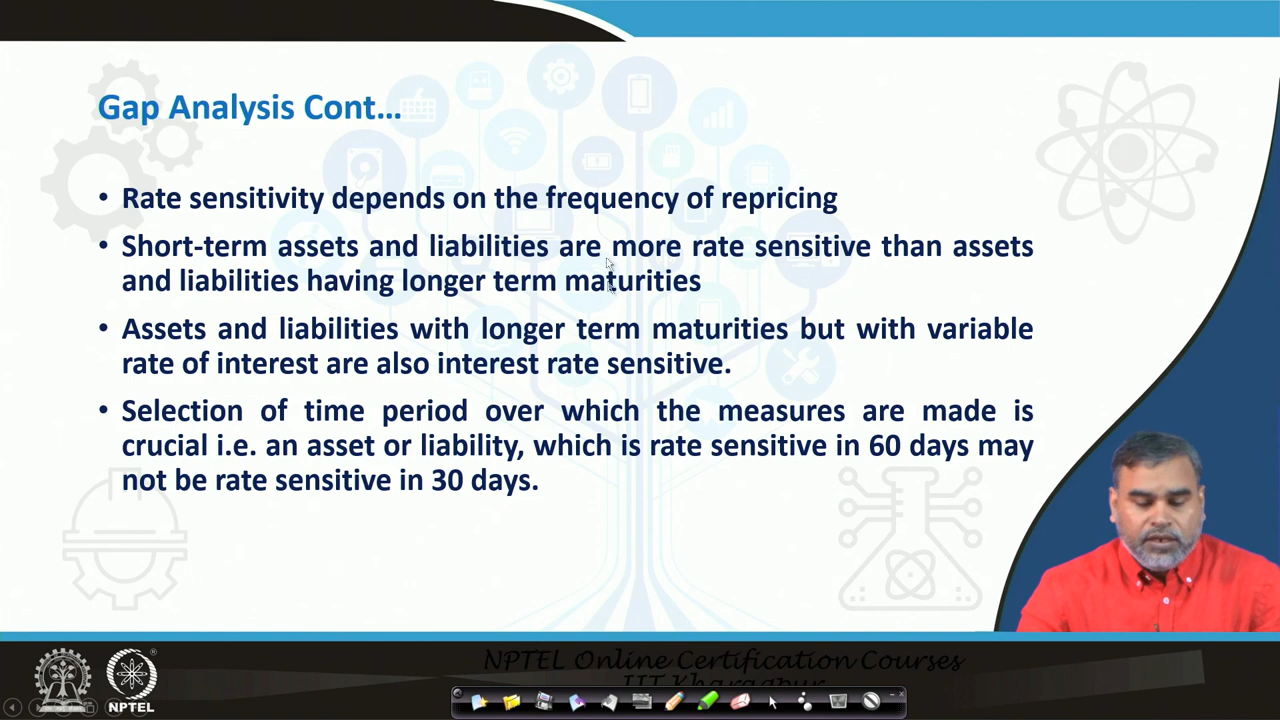 Gap Analysis Cont...
• Rate sensitivity depends on the frequency of repricing
• Short-term assets and liabilities are more rate sensitive than assets
and liabilities having longer term maturities
• Assets and liabilities with longer term maturities but with variable
rate of interest are also interest rate sensitive.
• Selection of time period over which the measures are made is
crucial i.e. an asset or liability, which is rate sensitive in 60 days may
not be rate sensitive in 30 days.
NPTEL Online Certification Courses
IIT Kharagpur
NPTEL